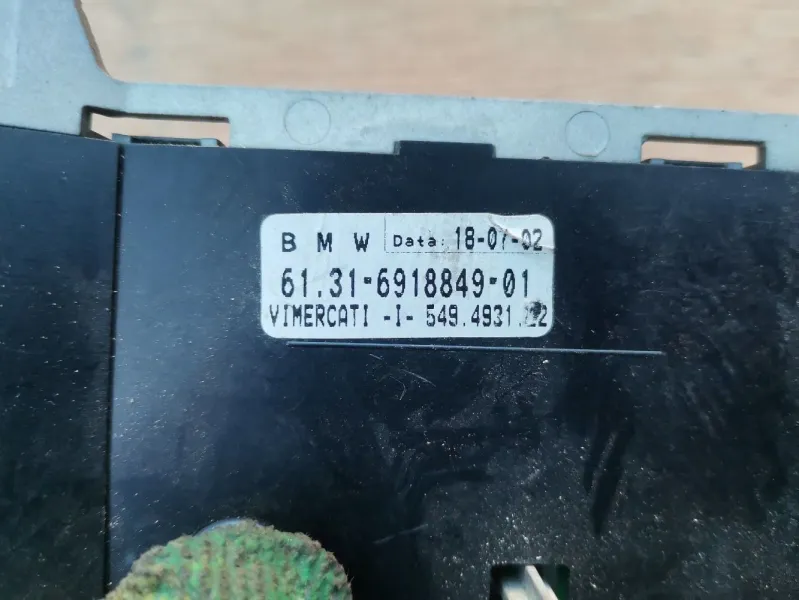 B M W Data: 18-07-02
61.31-6918849-01
VIMERCATI -I- 549.4931.